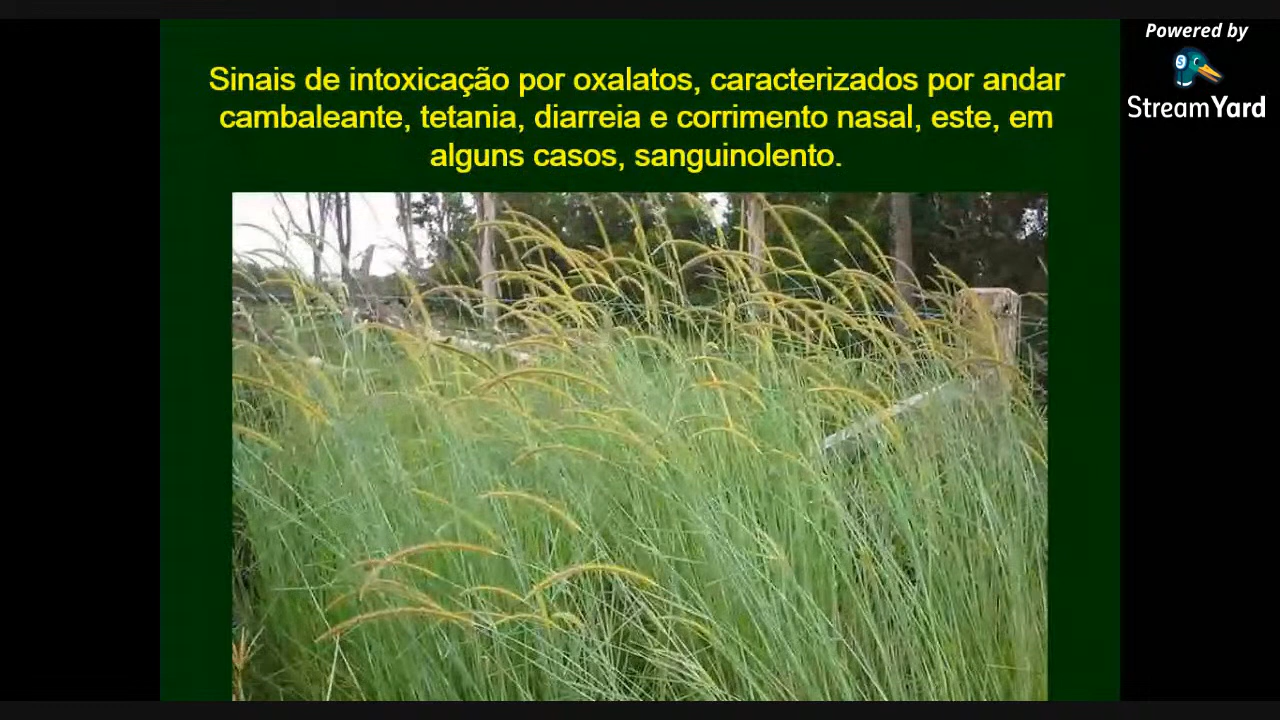 Sinais de intoxicação por oxalatos, caracterizados por andar
cambaleante, tetania, diarreia e corrimento nasal, este, em
alguns casos, sanguinolento.
Powered by
StreamYard